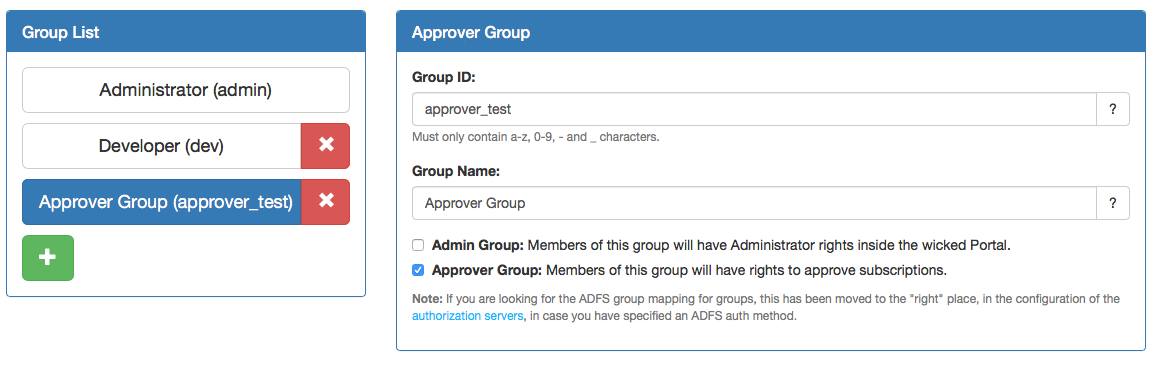 Group List
Administrator (admin)
Developer (dev)
Approver Group (approver_test)
Approver Group
Group ID:
approver_test
?
Must only contain a-z, 0-9, - and _ characters.
Group Name:
Approver Group
?
Admin Group: Members of this group will have Administrator rights inside the wicked Portal.
Approver Group: Members of this group will have rights to approve subscriptions.
Note: If you are looking for the ADFS group mapping for groups, this has been moved to the "right" place, in the configuration of the
authorization servers, in case you have specified an ADFS auth method.